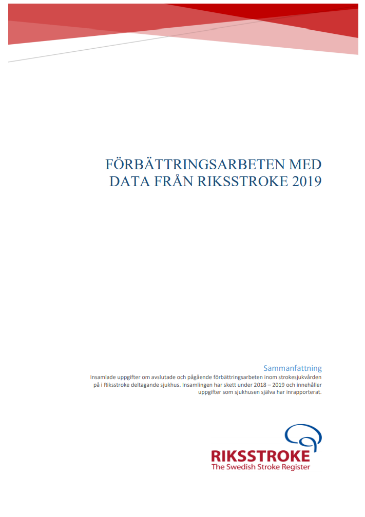 FÖRBÄTTRINGSARBETEN MED
DATA FRÅN RIKSSTROKE 2019
Sammanfattning
Insamlade uppgifter om avslutade och pågående förbättringsarbeten inom strokesjukvården
på i Riksstroke deltagande sjukhus. Insamlingen har skett under 2018 – 2019 och innehåller
uppgifter som sjukhusen själva har inrapporterat.
RIKSSTROKE
The Swedish Stroke Register